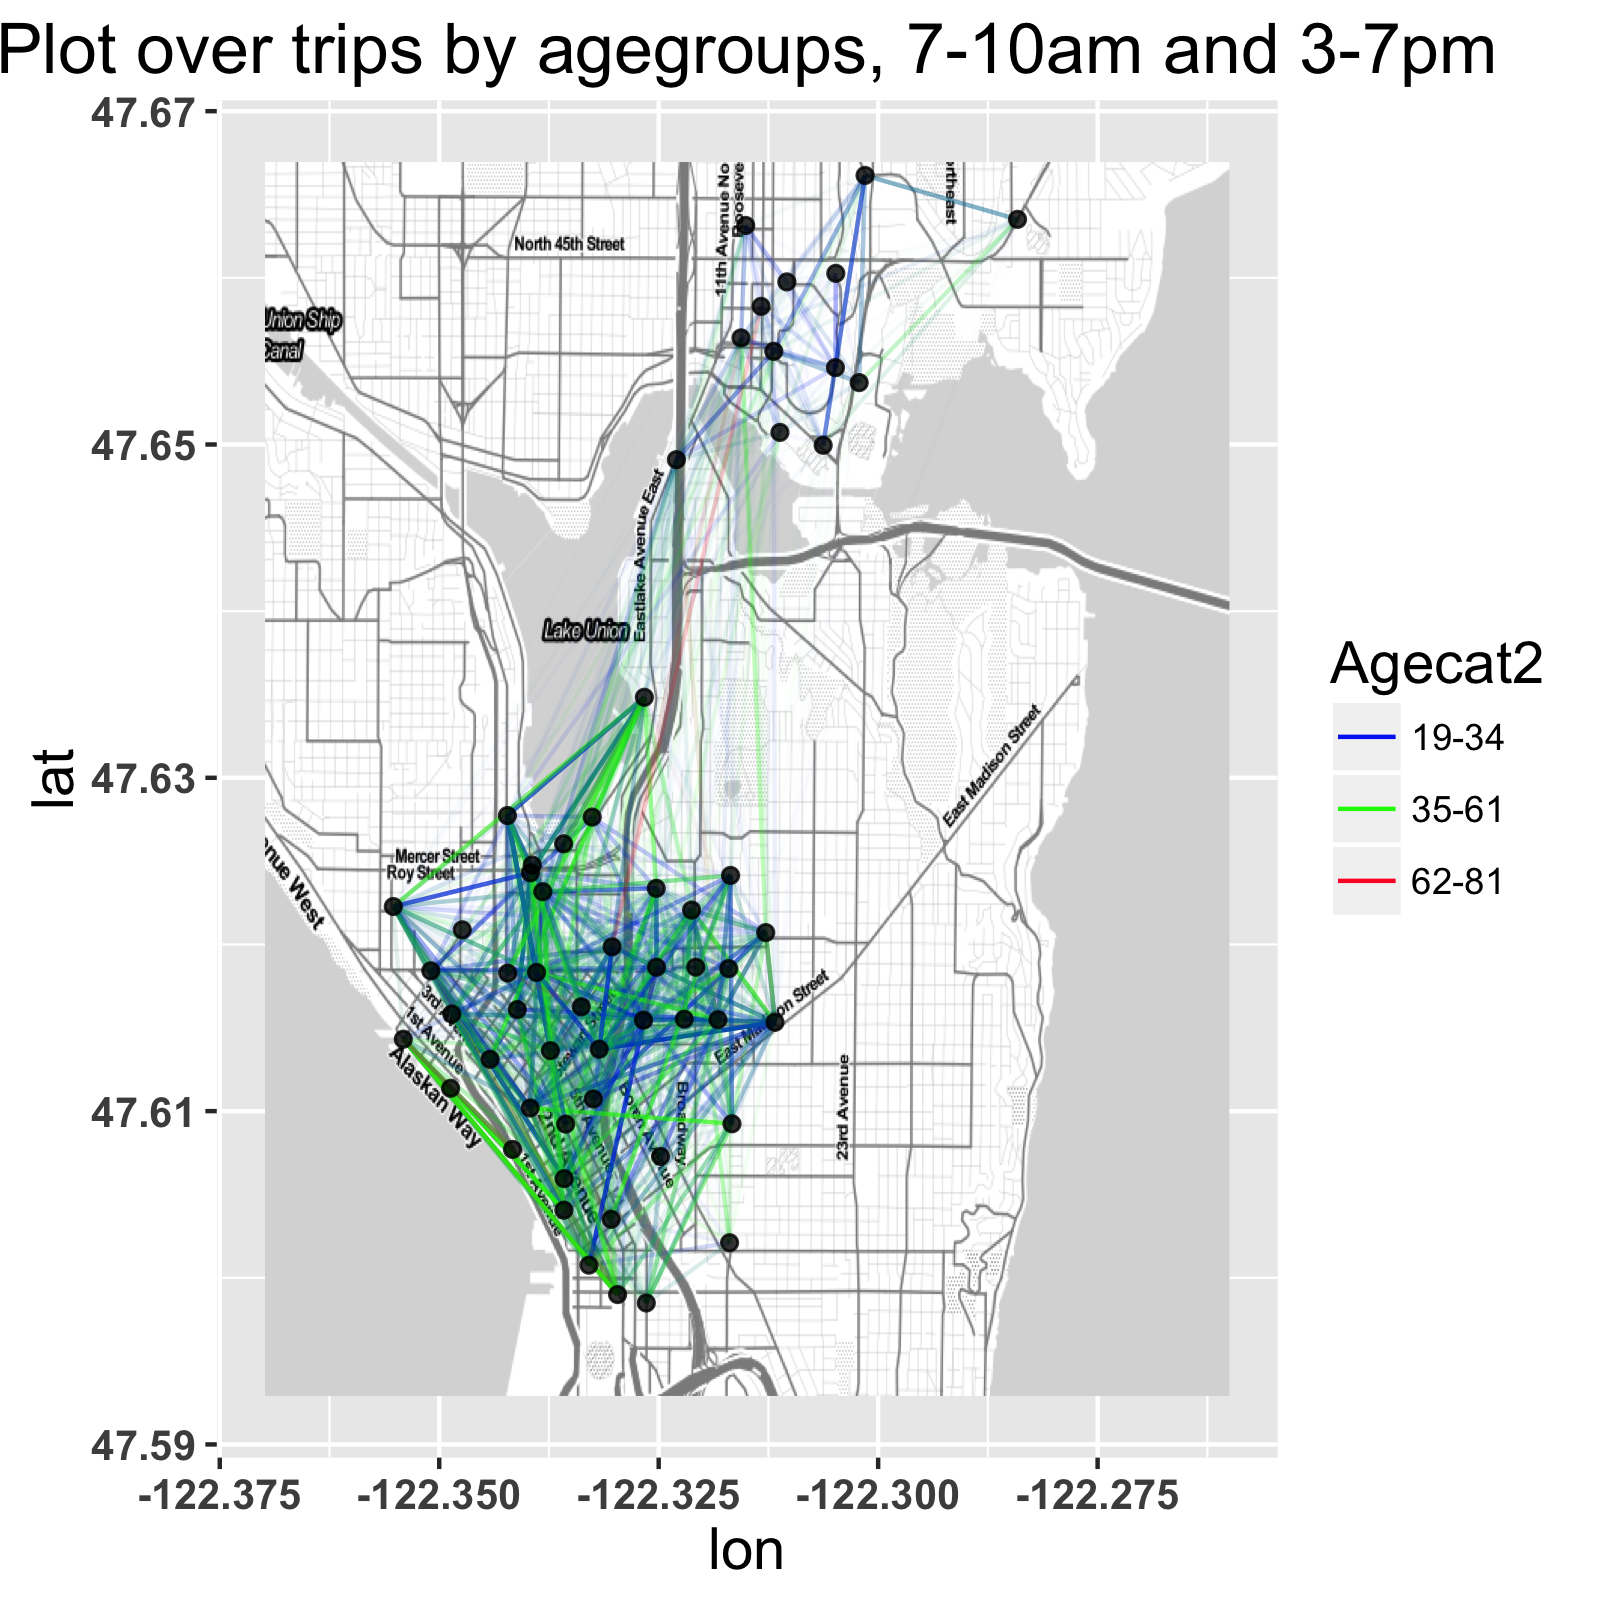 Plot over trips by agegroups, 7-10am and 3-7pm
47.67
47.65
47.63
47.61
47.59
lat
-122.375
-122.350
-122.325
-122.300
-122.275
lon
Agecat2
19-34
35-61
62-81
North 45th Street
11th Avenue No
Rooseve
rtheast
Union Ship
Canal
Eastlake Avenue East
Lake Union
East Madison Street
Mercer Street
Roy Street
nue West
3rd
1st Avenue
Alaskan Way
on Street
23rd Avenue
Broadway